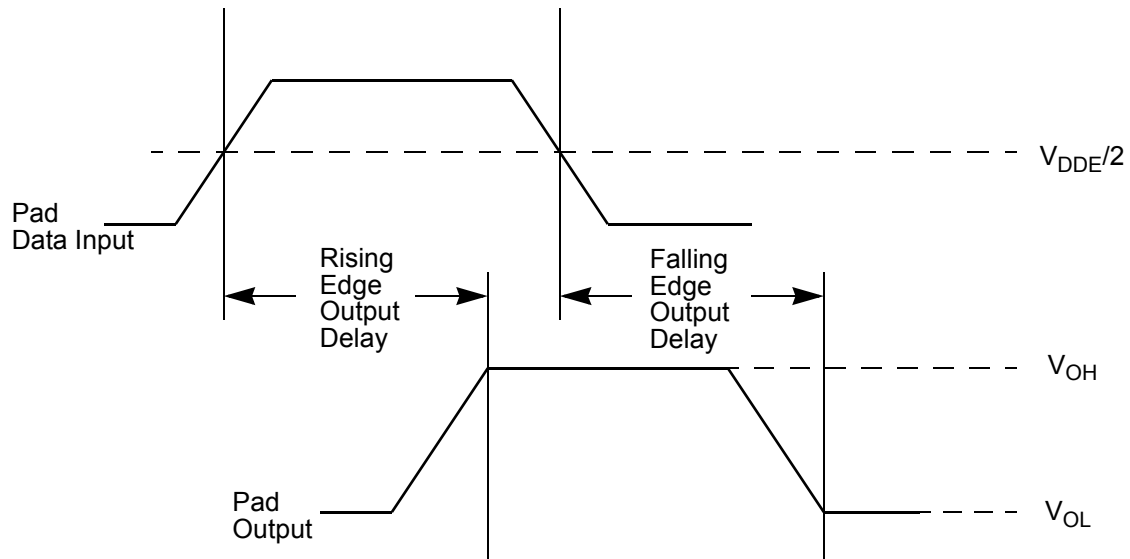 V_DDE/2
Pad
Data Input
Rising
Edge
Output
Delay
Falling
Edge
Output
Delay
V_OH
Pad
Output
V_OL